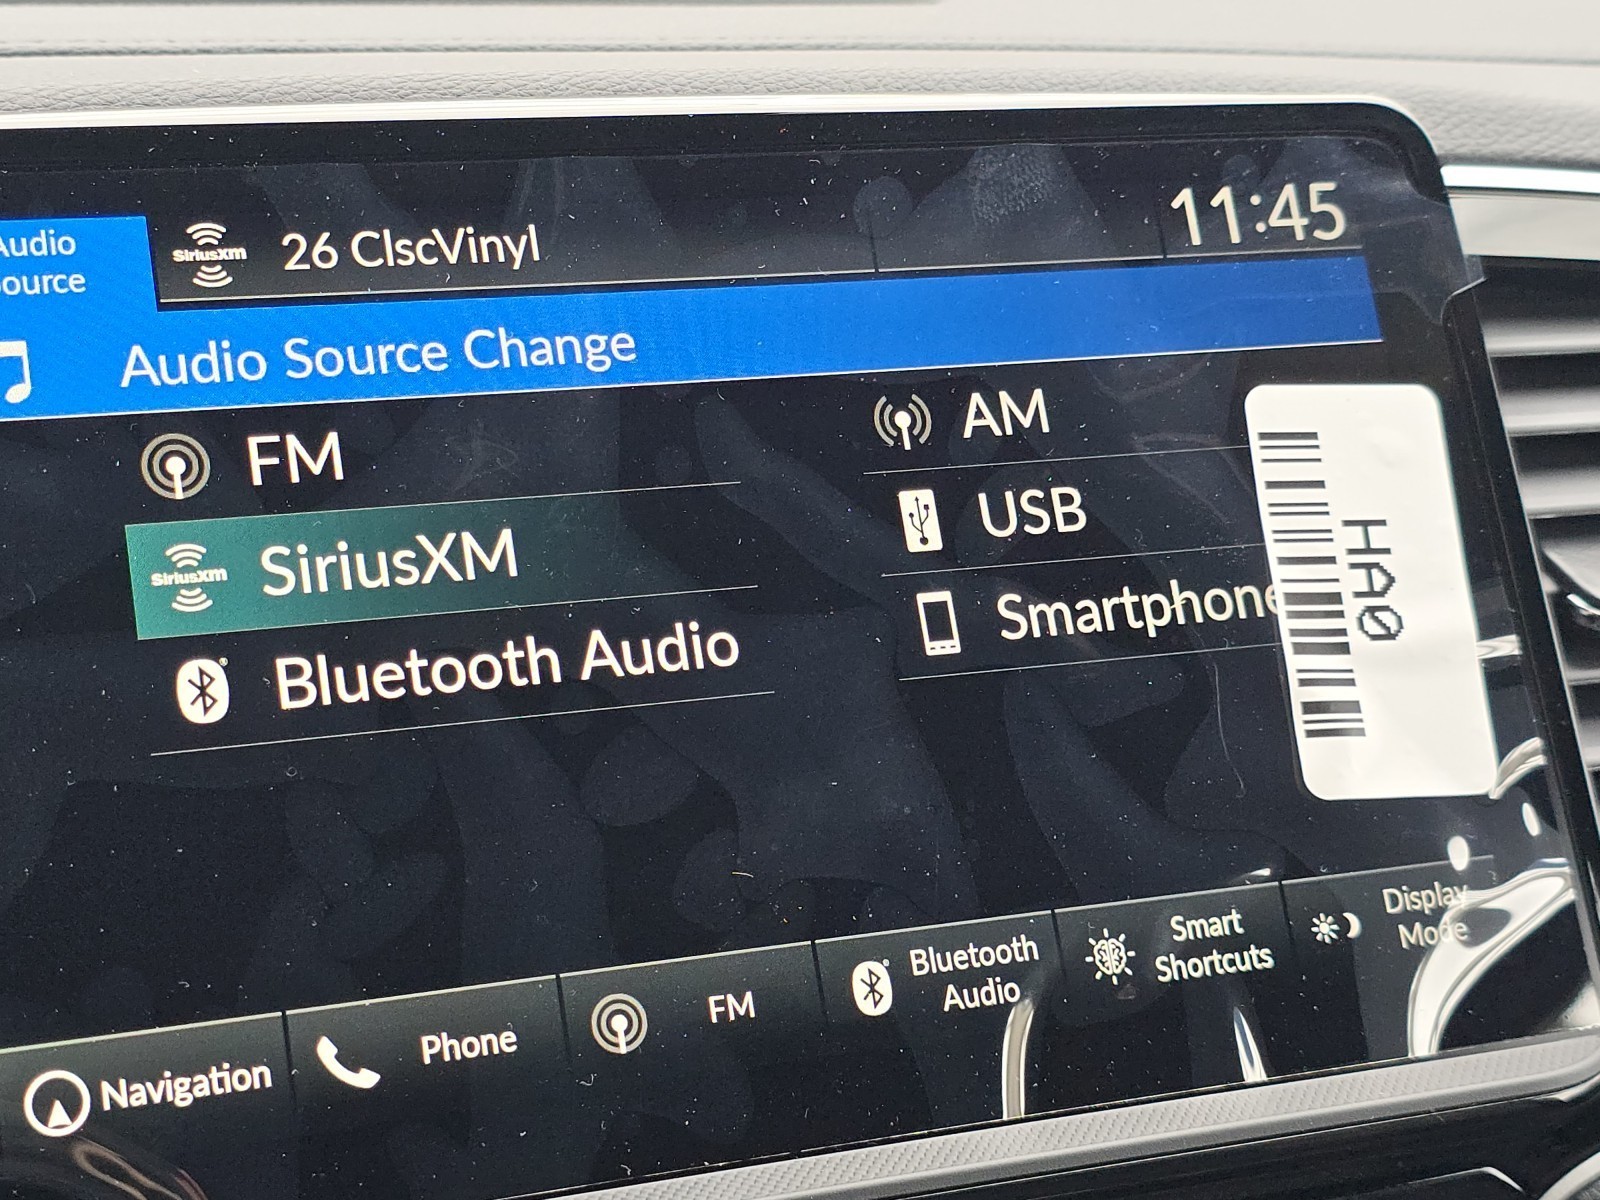 Audio
Source
SiriusXm
26 ClscVinyl
11:45
Audio Source Change
FM
AM
SiriusXm
SiriusXM
USB
Bluetooth Audio
Smartphone
HA0
Navigation
Phone
FM
Bluetooth
Audio
Smart
Shortcuts
Display
Mode